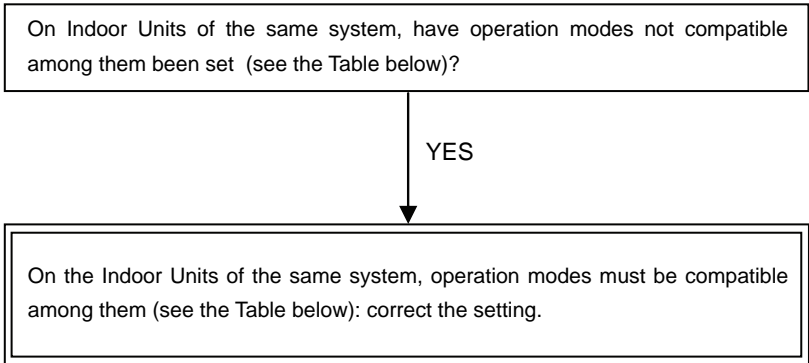 On Indoor Units of the same system, have operation modes not compatible
among them been set (see the Table below)?
YES
On the Indoor Units of the same system, operation modes must be compatible
among them (see the Table below): correct the setting.